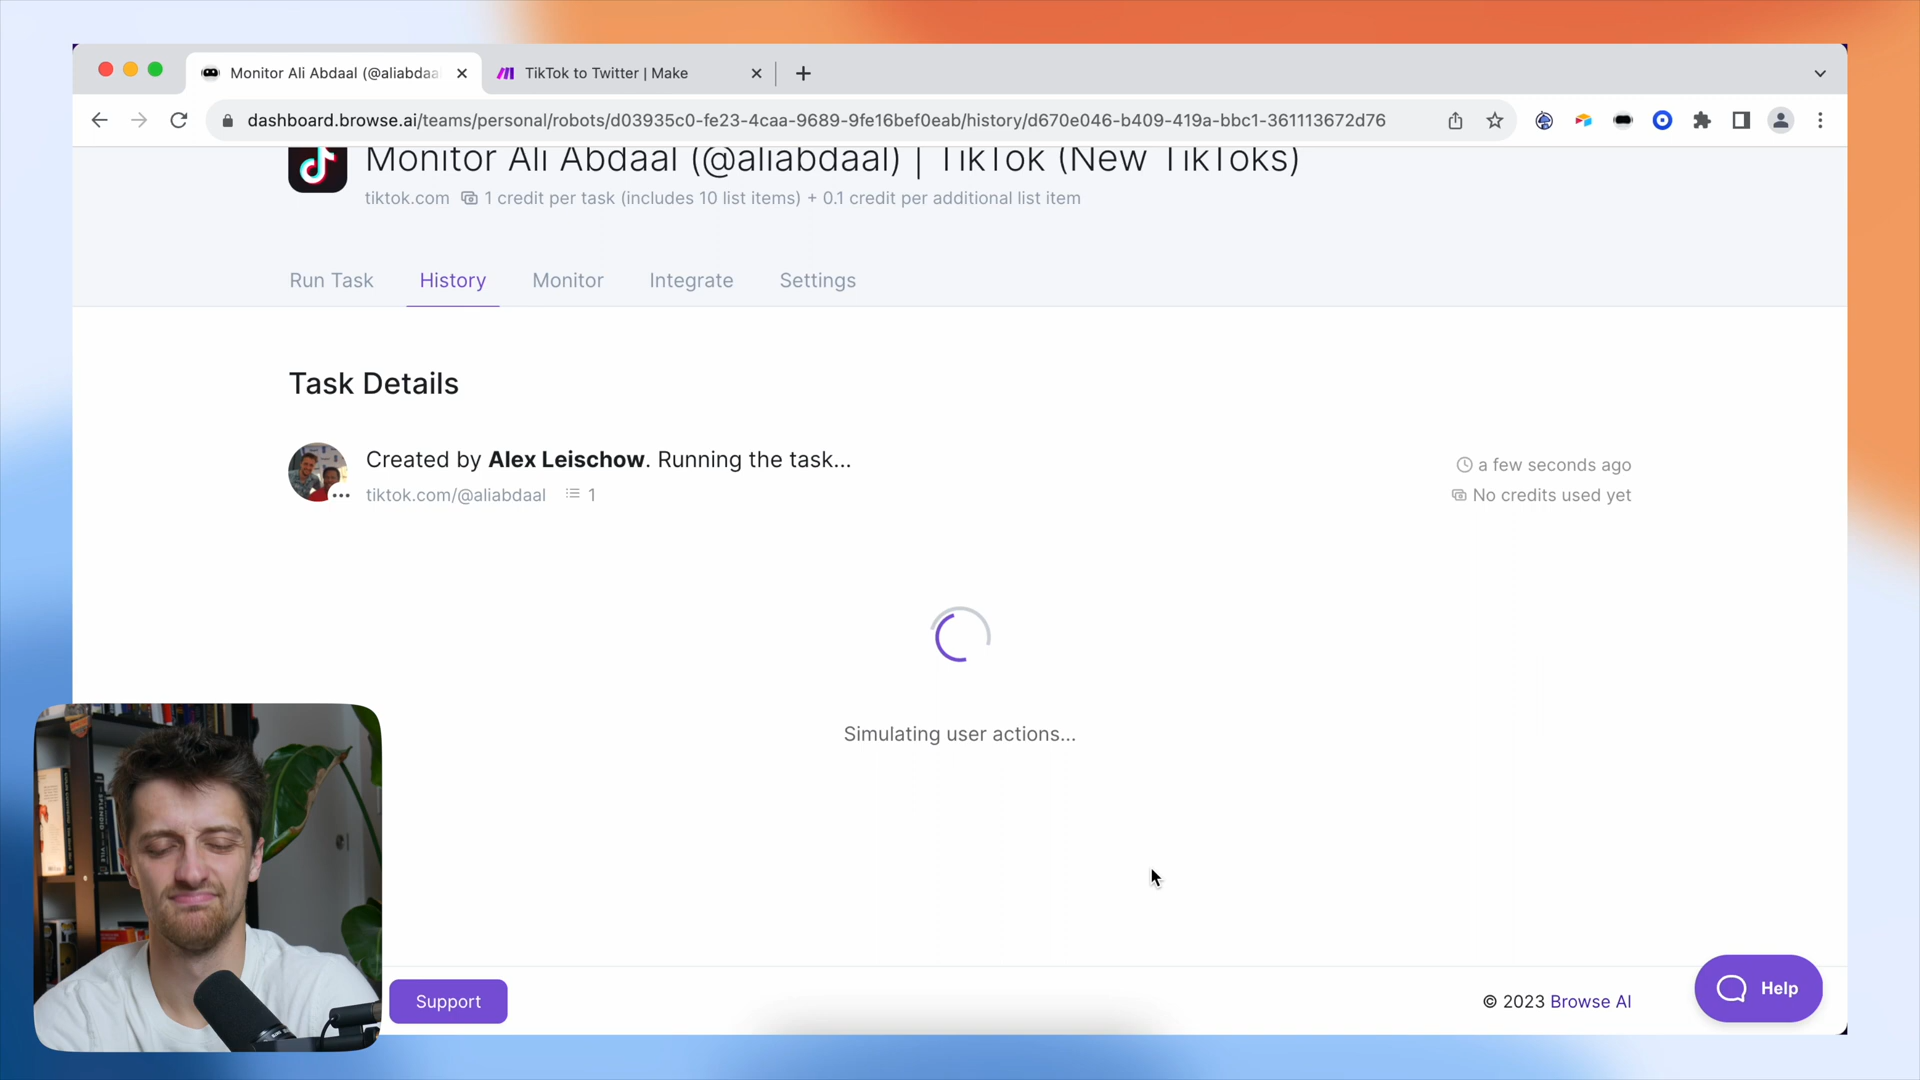 Monitor Ali Abdaal (@aliabdaal
TikTok to Twitter | Make
dashboard.browse.ai/teams/personal/robots/d03935c0-fe23-4caa-9689-9fe16bef0eab/history/d670e046-b409-419a-bbc1-361113672d76
Monitor Ali Abdaal (@aliabdaal) | TikTok (New TikToks)
tiktok.com 1 credit per task (includes 10 list items) + 0.1 credit per additional list item
Run Task History Monitor Integrate Settings
Task Details
Created by Alex Leischow. Running the task...
a few seconds ago
tiktok.com/@aliabdaal 1
No credits used yet
Simulating user actions...
Support
© 2023 Browse AI
Help